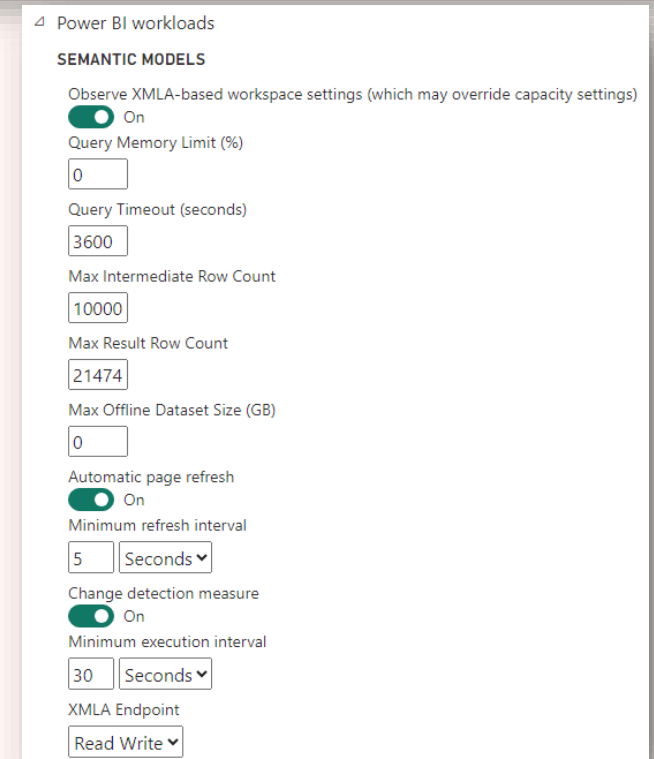 Power BI workloads
SEMANTIC MODELS
Observe XMLA-based workspace settings (which may override capacity settings)
On
Query Memory Limit (%)
0
Query Timeout (seconds)
3600
Max Intermediate Row Count
10000
Max Result Row Count
21474
Max Offline Dataset Size (GB)
0
Automatic page refresh
On
Minimum refresh interval
5 Seconds
Change detection measure
On
Minimum execution interval
30 Seconds
XMLA Endpoint
Read Write